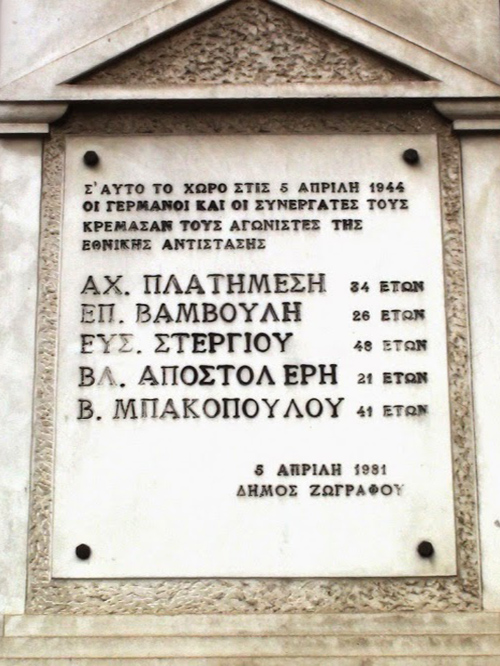 Σ'ΑΥΤΟ ΤΟ ΧΩΡΟ ΣΤΙΣ 5 ΑΠΡΙΛΗ 1944
ΟΙ ΓΕΡΜΑΝΟΙ ΚΑΙ ΟΙ ΣΥΝΕΡΓΑΤΕΣ ΤΟΥΣ
ΚΡΕΜΑΣΑΝ ΤΟΥΣ ΑΓΩΝΙΣΤΕΣ ΤΗΣ
ΕΘΝΙΚΗΣ ΑΝΤΙΣΤΑΣΗΣ
ΑΧ. ΠΛΑΤΗΜΕΣΗ 34 ΕΤΩΝ
ΕΠ. ΒΑΜΒΟΥΛΗ 26 ΕΤΩΝ
ΕΥΣ. ΣΤΕΡΓΙΟΥ 48 ΕΤΩΝ
ΒΛ. ΑΠΟΣΤΟΛΕΡΗ 21 ΕΤΩΝ
Β. ΜΠΑΚΟΠΟΥΛΟΥ 41 ΕΤΩΝ
5 ΑΠΡΙΛΗ 1981
ΔΗΜΟΣ ΖΩΓΡΑΦΟΥ